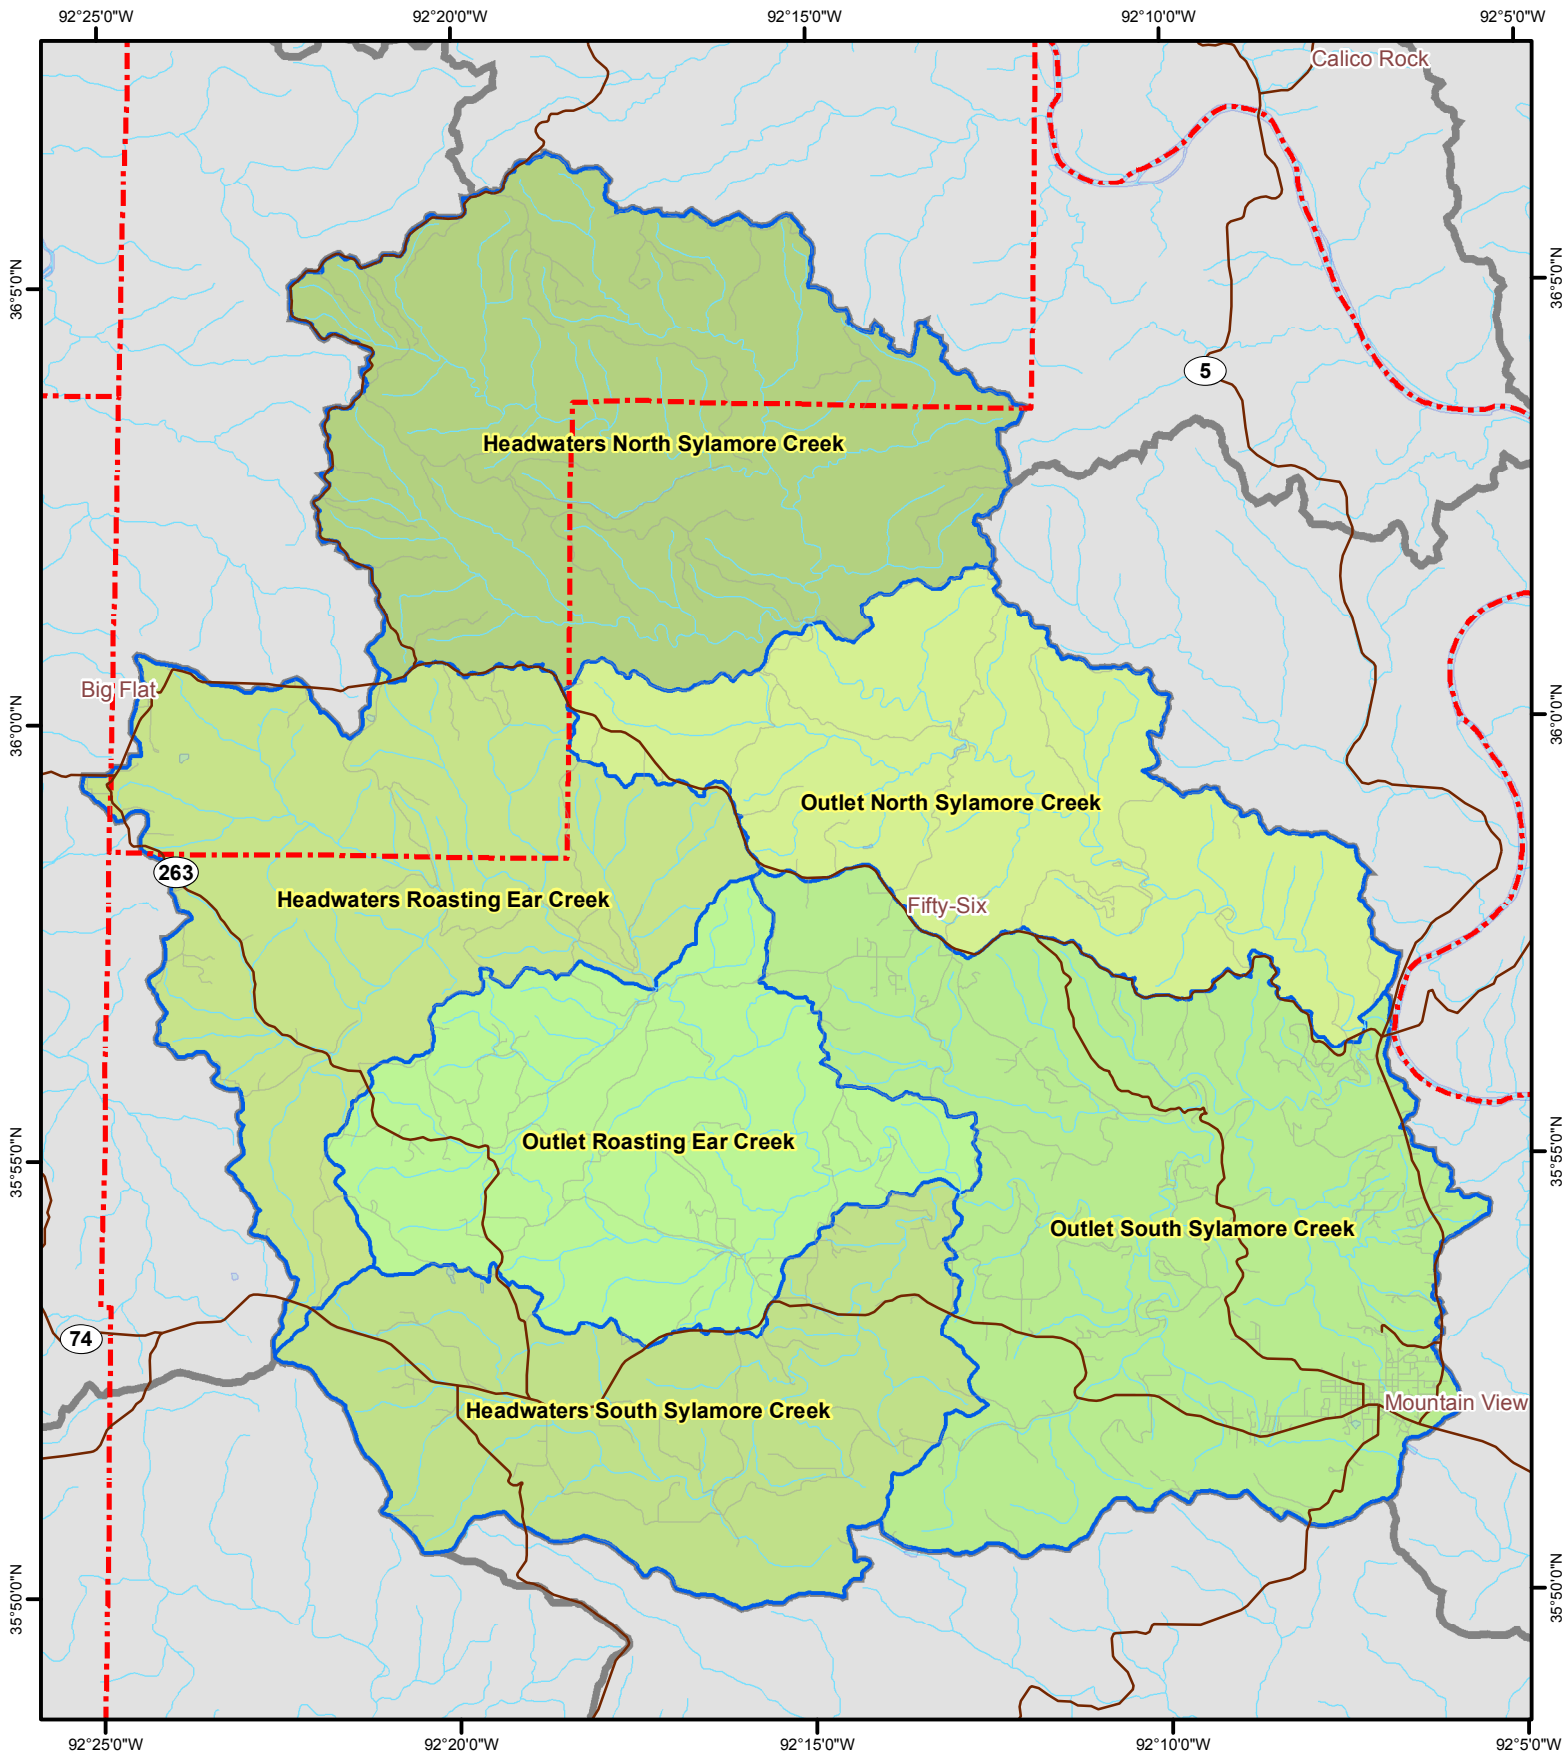 92°25'0"W
92°20'0"W
92°15'0"W
92°10'0"W
92°5'0"W
Calico Rock
36°5'0"N
36°5'0"N
5
Headwaters North Sylamore Creek
Big Flat
36°0'0"N
36°0'0"N
Outlet North Sylamore Creek
263
Headwaters Roasting Ear Creek
Fifty-Six
Outlet Roasting Ear Creek
35°55'0"N
35°55'0"N
Outlet South Sylamore Creek
74
Mountain View
Headwaters South Sylamore Creek
35°50'0"N
35°50'0"N
92°25'0"W
92°20'0"W
92°15'0"W
92°10'0"W
92°5'0"W